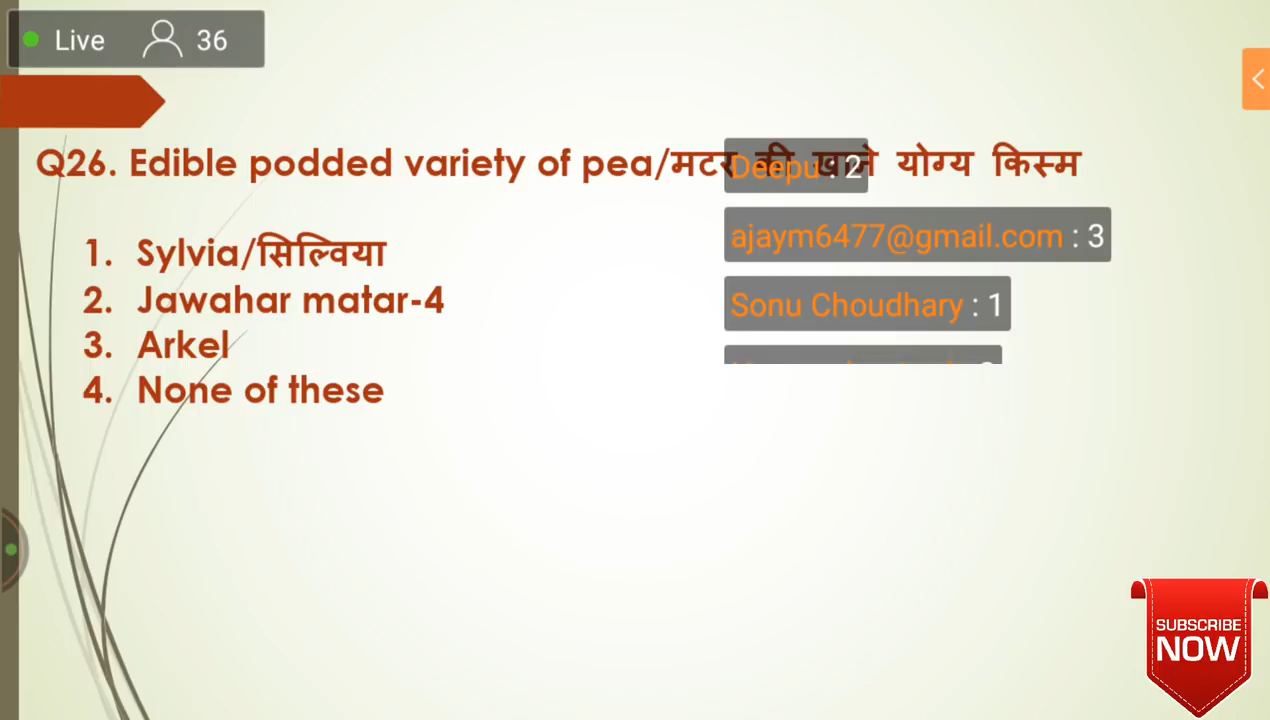 Live 36
Q26. Edible podded variety of pea/मटर की खाने योग्य किस्म
Deepu : 2
1. Sylvia/सिल्विया
ajaym6477@gmail.com : 3
2. Jawahar matar-4
Sonu Choudhary : 1
3. Arkel
4. None of these
SUBSCRIBE
NOW